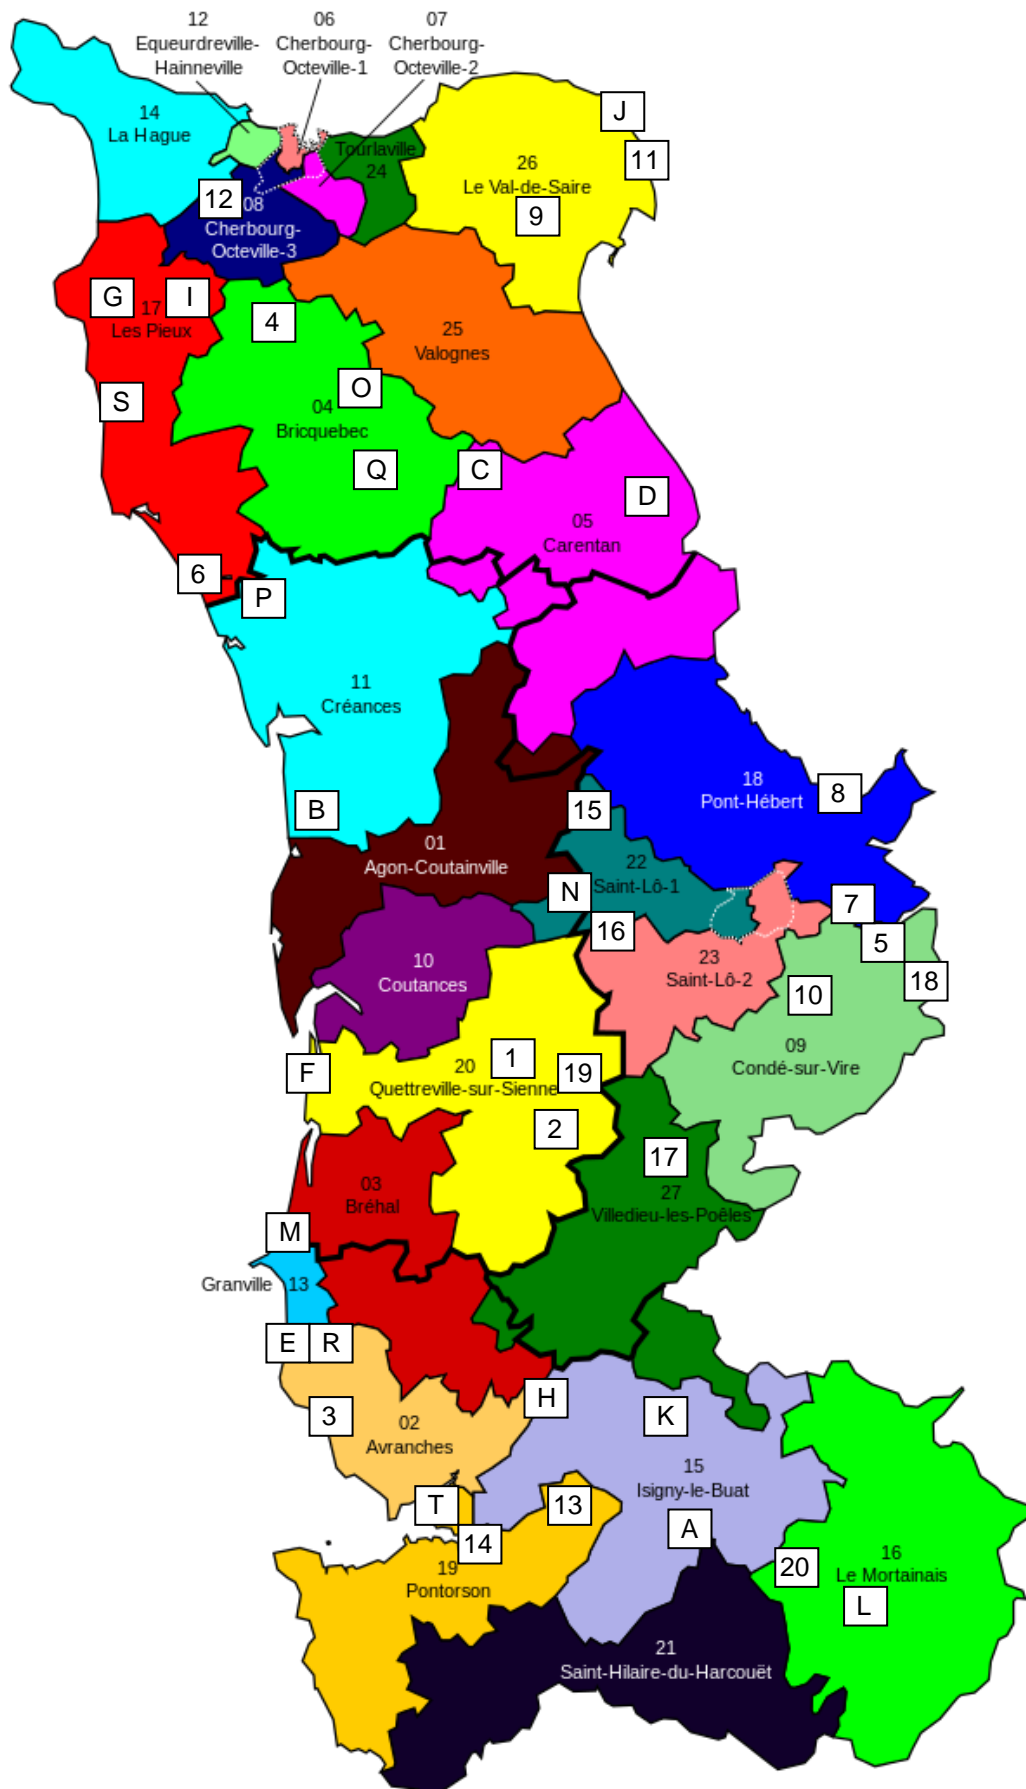 12
Equeurdreville-
Hainneville
06
Cherbourg-
Octeville-1
07
Cherbourg-
Octeville-2
14
La Hague
J
Tourlaville
24
26
Le Val-de-Saire
11
12
08
Cherbourg-
Octeville-3
9
G
I
17
Les Pieux
4
25
Valognes
S
O
04
Bricquebec
Q
C
D
05
Carentan
6
P
11
Créances
B
18
Pont-Hébert
8
15
01
Agon-Coutainville
22
Saint-Lô-1
N
16
7
5
10
Coutances
23
Saint-Lô-2
18
10
F
1
20
Quettreville-sur-Sienne
19
09
Condé-sur-Vire
2
17
03
Bréhal
27
Villedieu-les-Poêles
M
Granville
13
E
R
H
K
3
02
Avranches
15
Isigny-le-Buat
T
13
A
14
19
Pontorson
20
16
Le Mortainais
L
21
Saint-Hilaire-du-Harcouët